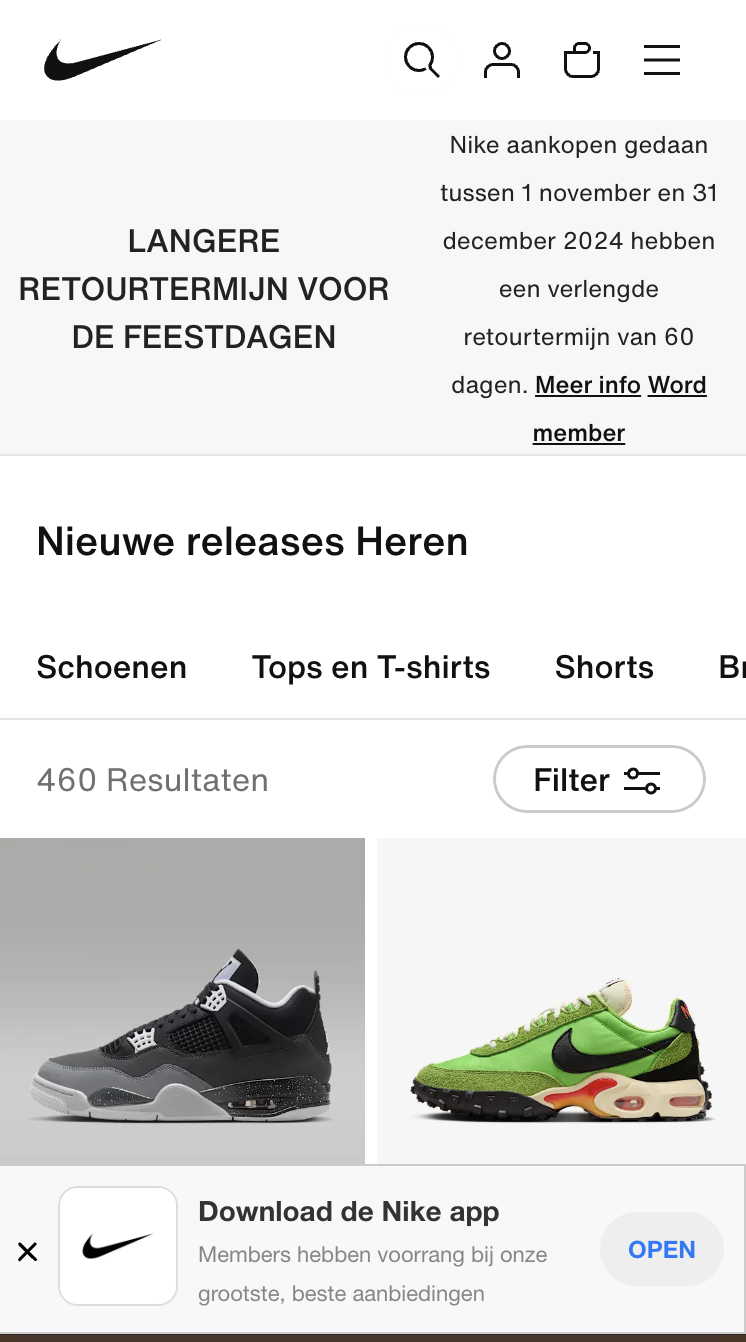 LANGERE
RETOURTERMIJN VOOR
DE FEESTDAGEN
Nike aankopen gedaan
tussen 1 november en 31
december 2024 hebben
een verlengde
retourtermijn van 60
dagen. Meer info Word
member
Nieuwe releases Heren
Schoenen Tops en T-shirts Shorts
460 Resultaten Filter
Download de Nike app
Members hebben voorrang bij onze
grootste, beste aanbiedingen
OPEN